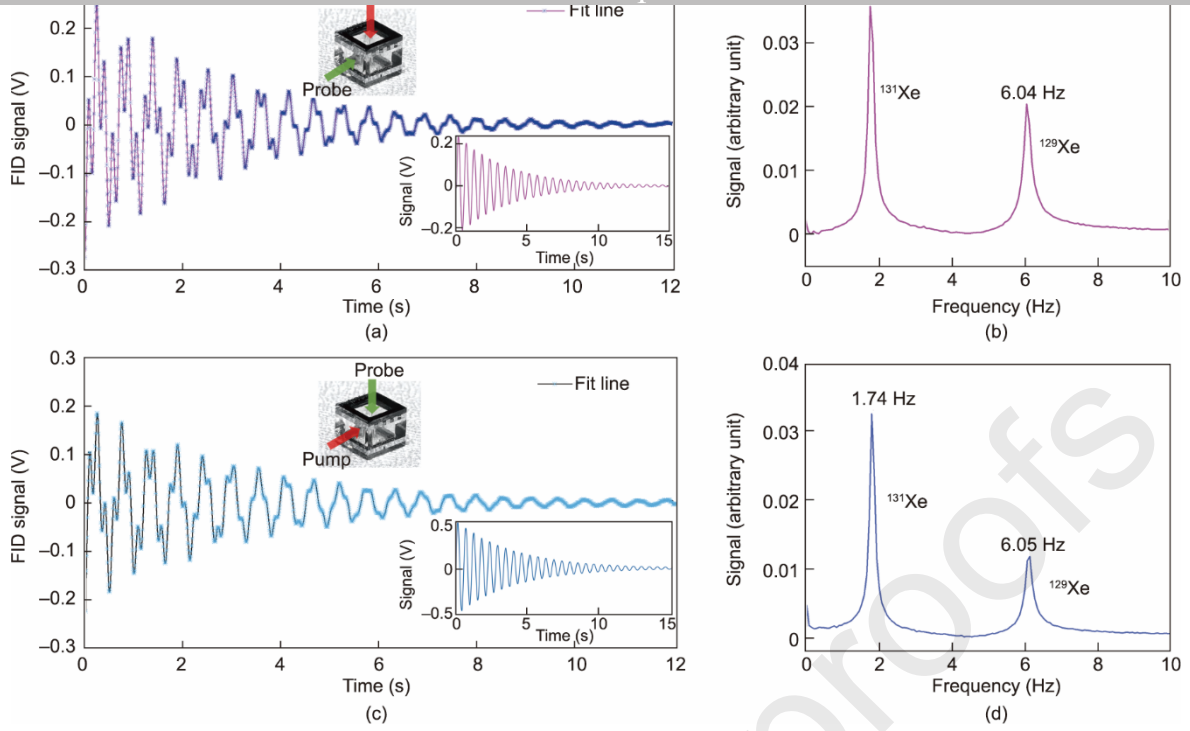 Fit line
Probe
FID signal (V)
0.2
0.1
0
–0.1
–0.2
–0.3
0 2 4 6 8 10 12
Time (s)
(a)
Signal (V)
0.2
0
–0.2
0 5 10 15
Time (s)
Signal (arbitrary unit)
0.03
0.02
0.01
0
131Xe
6.04 Hz
129Xe
0 2 4 6 8 10
Frequency (Hz)
(b)
Probe
Fit line
Pump
FID signal (V)
0.3
0.2
0.1
0
–0.1
–0.2
–0.3
0 2 4 6 8 10 12
Time (s)
(c)
Signal (V)
0.5
0
–0.5
0 5 10 15
Time (s)
Signal (arbitrary unit)
0.04
0.03
0.02
0.01
0
1.74 Hz
131Xe
6.05 Hz
129Xe
0 2 4 6 8 10
Frequency (Hz)
(d)
proofs